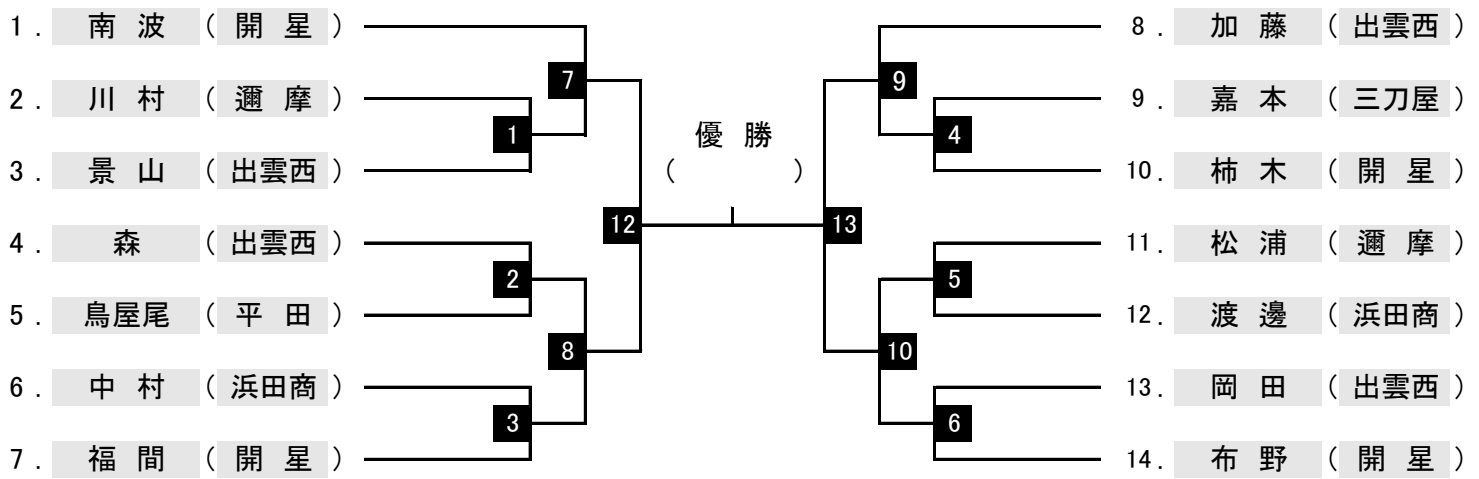 1. 南 波 ( 開 星 )
2. 川 村 ( 邇 摩 )
3. 景 山 ( 出雲西 )
4. 森 ( 出雲西 )
5. 鳥屋尾 ( 平 田 )
6. 中 村 ( 浜田商 )
7. 福 間 ( 開 星 )
7
1
12
2
8
3
優 勝
( )
9
4
13
5
10
6
8. 加 藤 ( 出雲西 )
9. 嘉 本 ( 三刀屋 )
10. 柿 木 ( 開 星 )
11. 松 浦 ( 邇 摩 )
12. 渡 邊 ( 浜田商 )
13. 岡 田 ( 出雲西 )
14. 布 野 ( 開 星 )